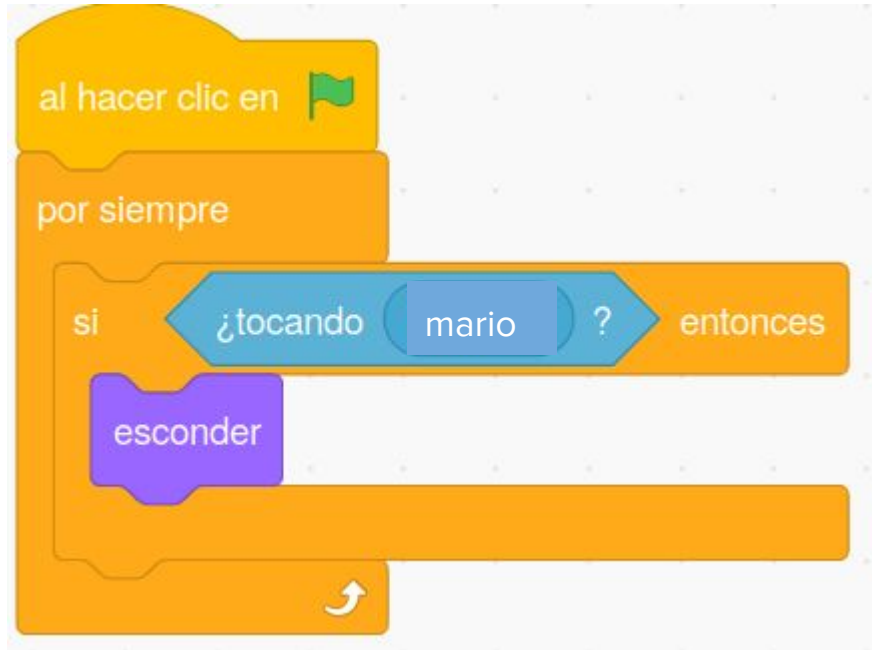 al hacer clic en
por siempre
si ¿tocando mario ? entonces
esconder